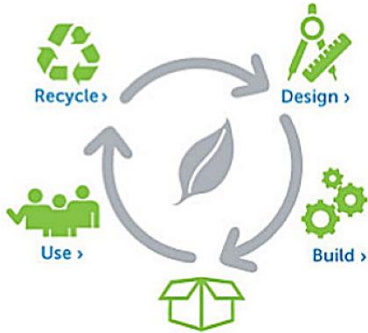 Recycle ›
Design ›
Use ›
Build ›